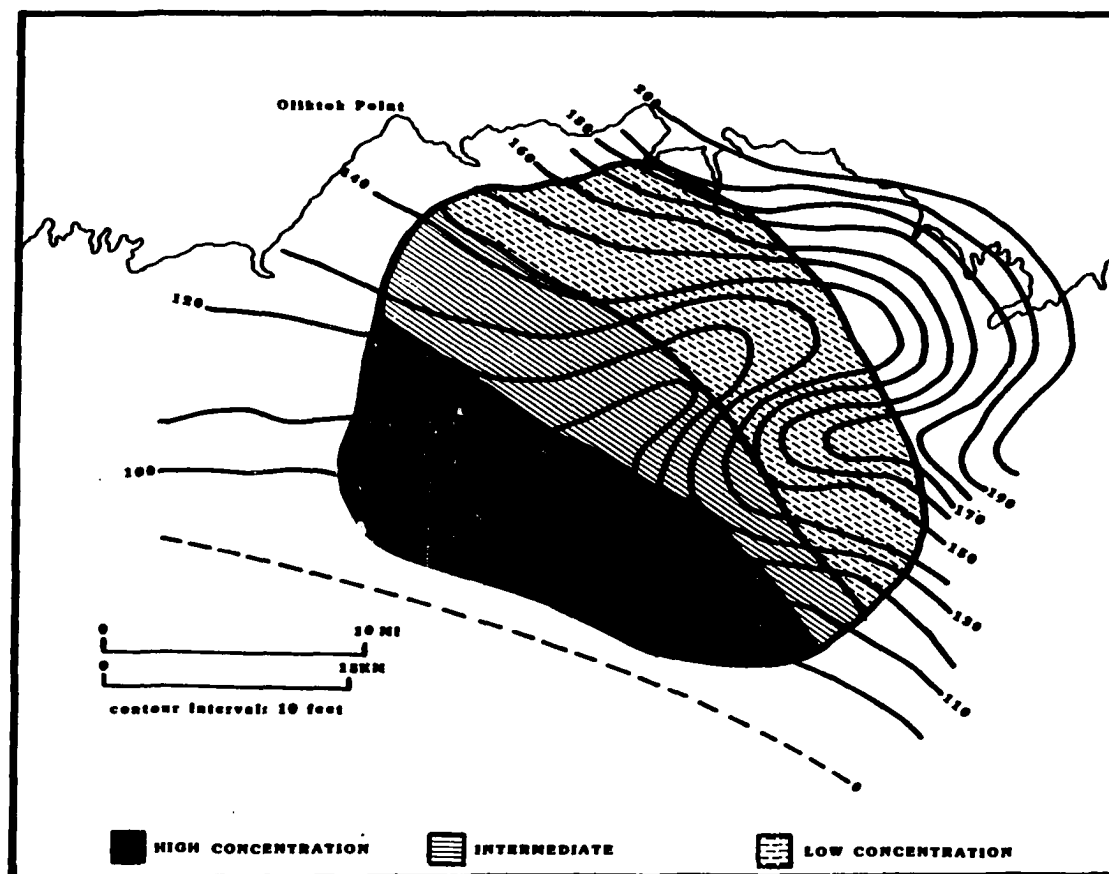 Oliktok Point
200
180
160
140
120
100
190
170
150
130
110
0
0 10 MI
0 15KM
contour interval: 10 feet
HIGH CONCENTRATION INTERMEDIATE LOW CONCENTRATION